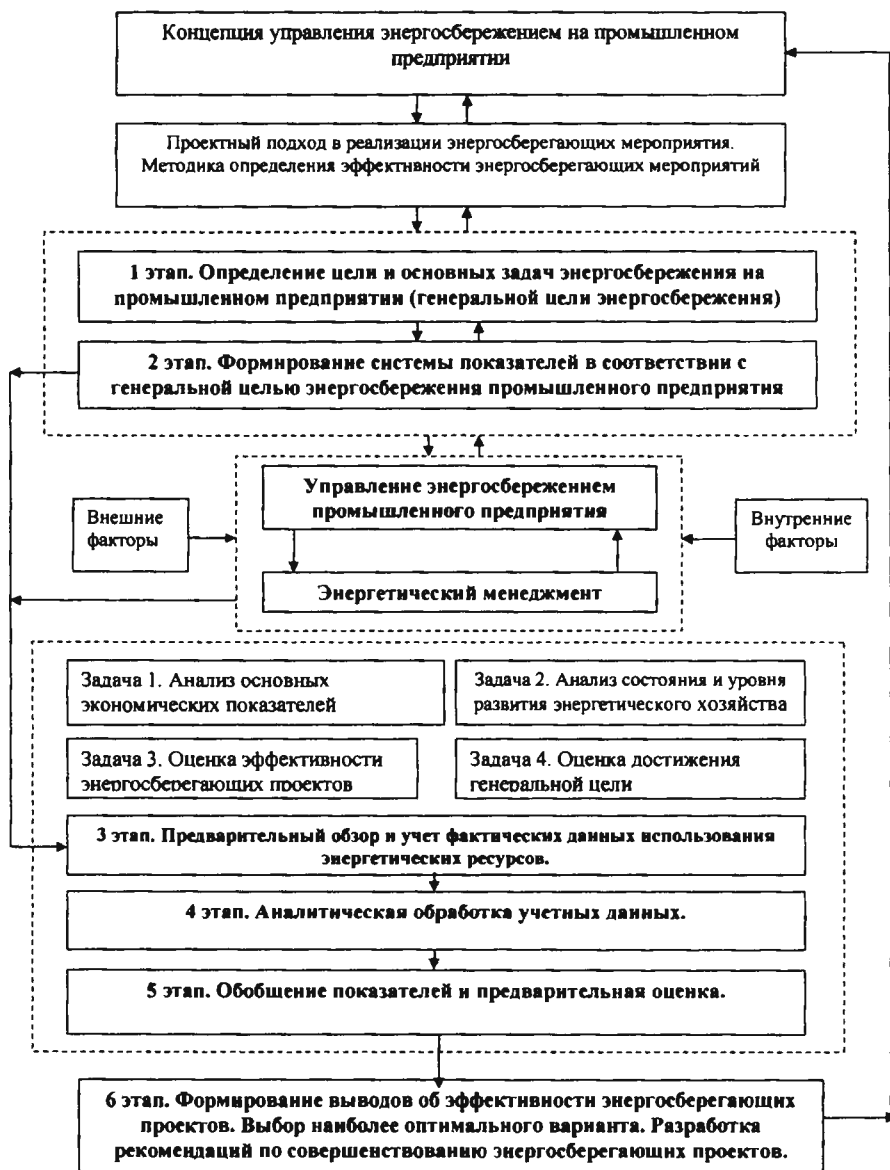 Концепция управления энергосбережением на промышленном
предприятии
Проектный подход в реализации энергосберегающих мероприятия.
Методика определения эффективности энергосберегающих мероприятий
1 этап. Определение цели и основных задач энергосбережения на
промышленном предприятии (генеральной цели энергосбережения)
2 этап. Формирование системы показателей в соответствии с
генеральной целью энергосбережения промышленного предприятия
Управление энергосбережением
промышленного предприятия
Внешние
факторы
Внутренние
факторы
Энергетический менеджмент
Задача 1. Анализ основных
экономических показателей
Задача 2. Анализ состояния и уровня
развития энергетического хозяйства
Задача 3. Оценка эффективности
энергосберегающих проектов
Задача 4. Оценка достижения
генеральной цели
3 этап. Предварительный обзор и учет фактических данных использования
энергетических ресурсов.
4 этап. Аналитическая обработка учетных данных.
5 этап. Обобщение показателей и предварительная оценка.
6 этап. Формирование выводов об эффективности энергосберегающих
проектов. Выбор наиболее оптимального варианта. Разработка
рекомендаций по совершенствованию энергосберегающих проектов.